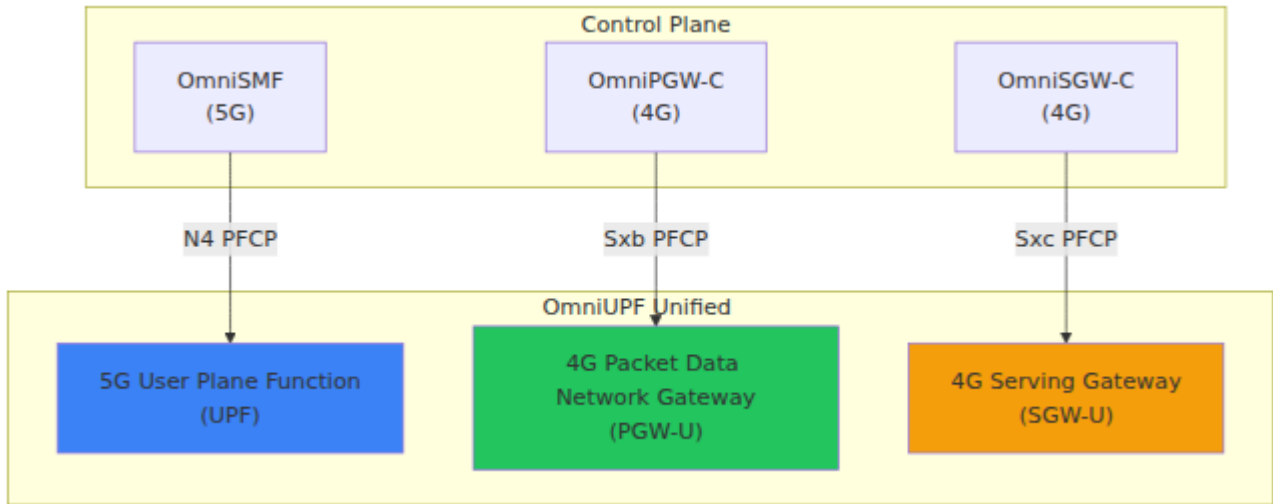 Control Plane
OmniSMF
(5G)
OmniPGW-C
(4G)
OmniSGW-C
(4G)
N4 PFCP
Sxb PFCP
Sxc PFCP
OmniUPF Unified
5G User Plane Function
(UPF)
4G Packet Data
Network Gateway
(PGW-U)
4G Serving Gateway
(SGW-U)